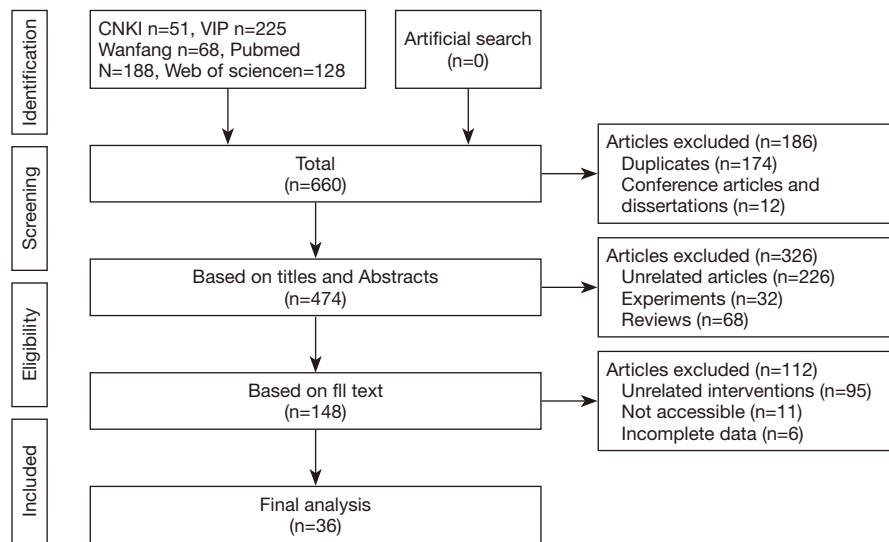 Identification
CNKI n=51, VIP n=225
Wanfang n=68, Pubmed
N=188, Web of sciencen=128
Artificial search
(n=0)
Screening
Total
(n=660)
Articles excluded (n=186)
Duplicates (n=174)
Conference articles and
dissertations (n=12)
Based on titles and Abstracts
(n=474)
Articles excluded (n=326)
Unrelated articles (n=226)
Experiments (n=32)
Reviews (n=68)
Eligibility
Based on fll text
(n=148)
Articles excluded (n=112)
Unrelated interventions (n=95)
Not accessible (n=11)
Incomplete data (n=6)
Included
Final analysis
(n=36)